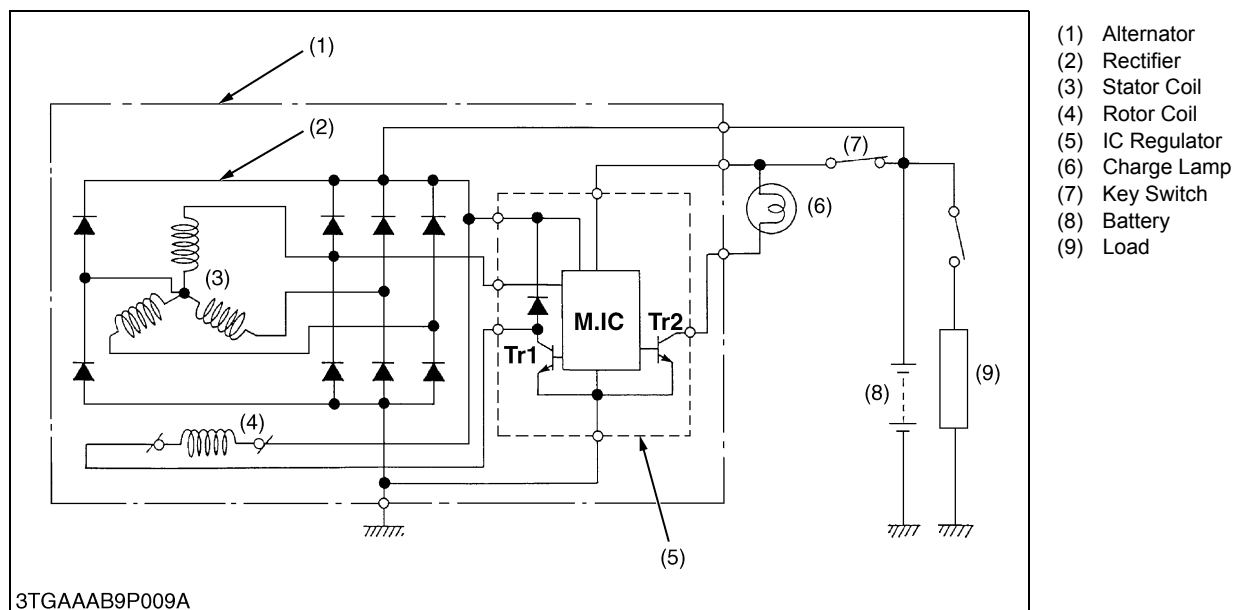 (1)
(2)
(7)
(6)
(3)
M.IC
Tr2
Tr1
(8)
(9)
(4)
(5)
3TGAAAB9P009A
(1) Alternator
(2) Rectifier
(3) Stator Coil
(4) Rotor Coil
(5) IC Regulator
(6) Charge Lamp
(7) Key Switch
(8) Battery
(9) Load